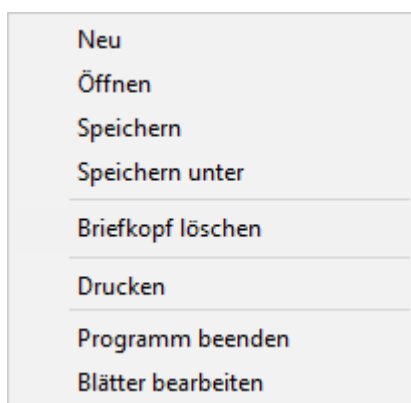 Neu
Öffnen
Speichern
Speichern unter
Briefkopf löschen
Drucken
Programm beenden
Blätter bearbeiten